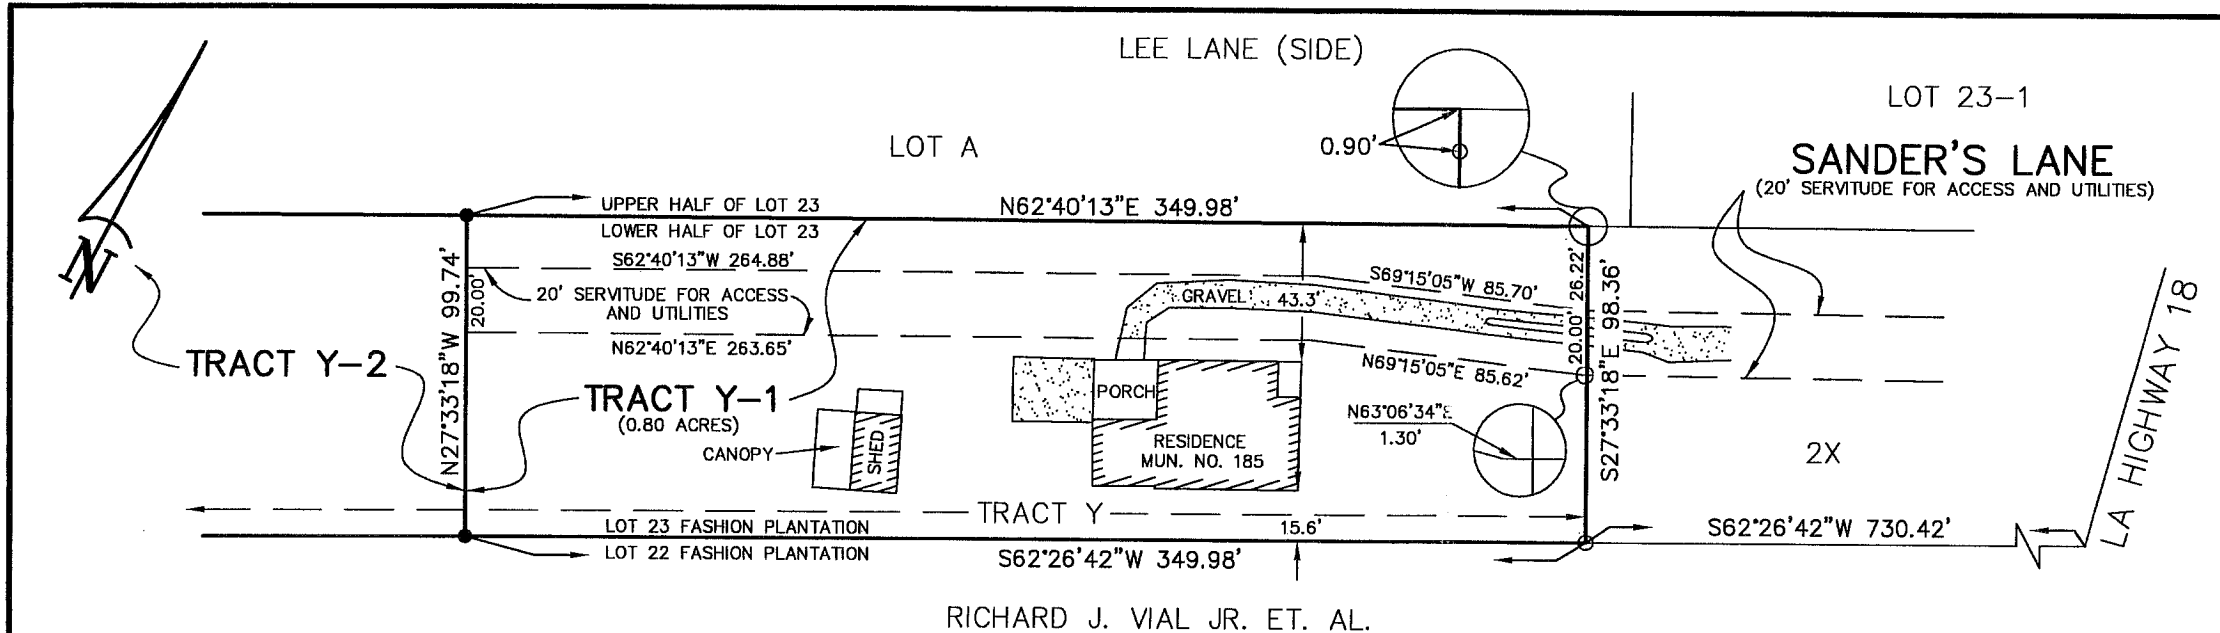 LEE LANE (SIDE)
LOT 23-1
LOT A
0.90'
SANDER'S LANE
(20' SERVITUDE FOR ACCESS AND UTILITIES)
UPPER HALF OF LOT 23
N62°40'13"E 349.98'
LOWER HALF OF LOT 23
S62°40'13"W 264.88'
N
N27°33'18"W 99.74'
20.00'
20' SERVITUDE FOR ACCESS
AND UTILITIES
N62°40'13"E 263.65'
GRAVEL
43.3'
S69°15'05"W 85.70'
26.22'
20.00'
S27°33'18"E 98.36'
N69°15'05"E 85.62'
TRACT Y-2
TRACT Y-1
(0.80 ACRES)
CANOPY
SHED
PORCH
RESIDENCE
MUN. NO. 185
N63°06'34"E
1.30'
2X
LA HIGHWAY 18
TRACT Y
LOT 23 FASHION PLANTATION
LOT 22 FASHION PLANTATION
15.6'
S62°26'42"W 349.98'
S62°26'42"W 730.42'
RICHARD J. VIAL JR. ET. AL.